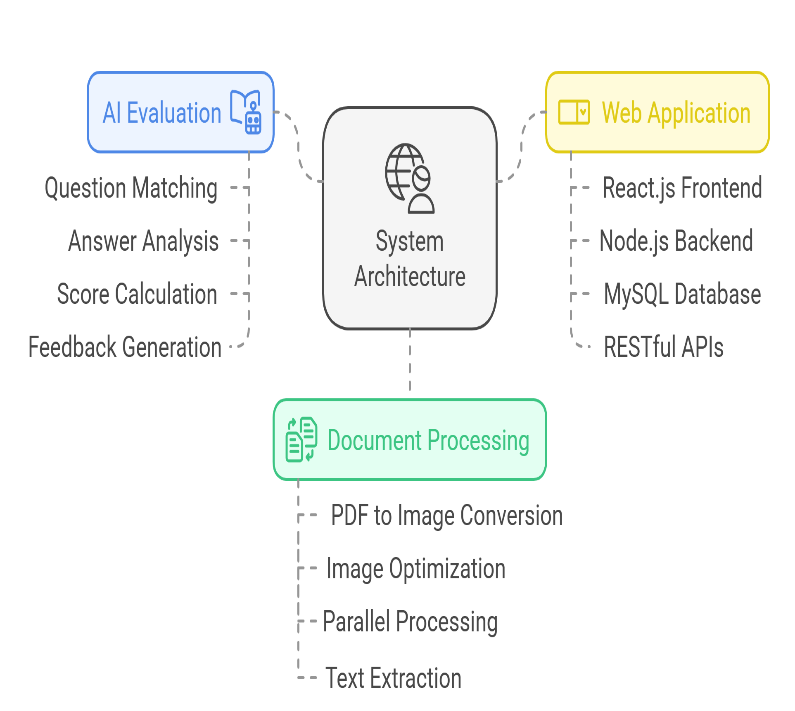 AI Evaluation
Question Matching
Answer Analysis
Score Calculation
Feedback Generation
System
Architecture
Web Application
React.js Frontend
Node.js Backend
MySQL Database
RESTful APIs
Document Processing
PDF to Image Conversion
Image Optimization
Parallel Processing
Text Extraction